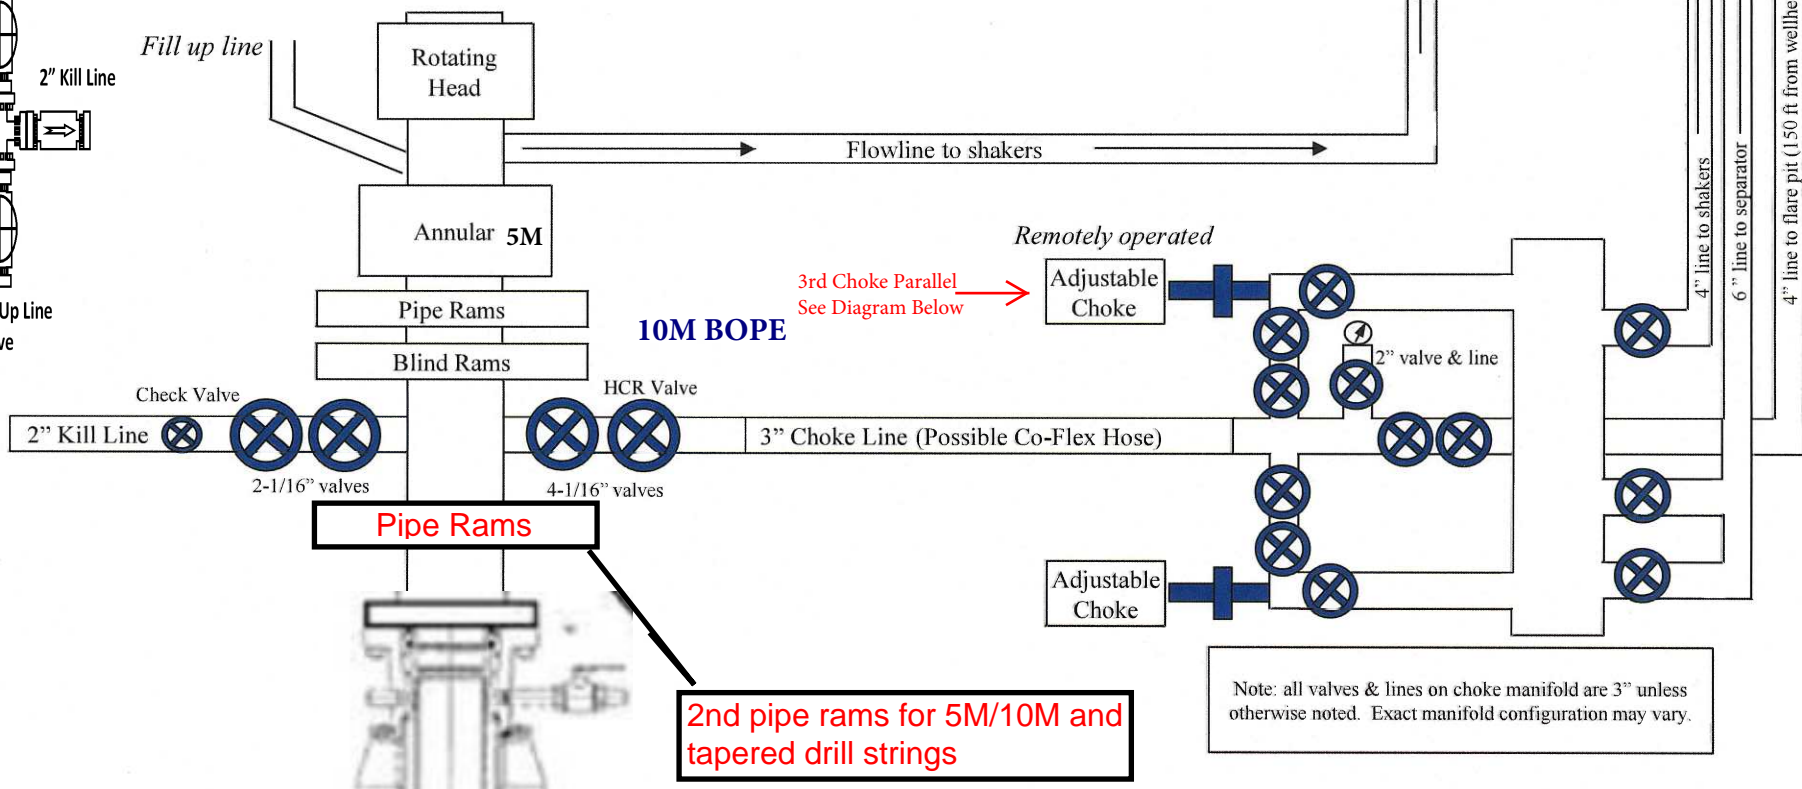 Fill up line
2” Kill Line
Rotating
Head
Flowline to shakers
Annular 5M
Up Line
ve
Pipe Rams
Blind Rams
10M BOPE
3rd Choke Parallel
See Diagram Below
Remotely operated
Adjustable
Choke
2” valve & line
4” line to shakers
6” line to separator
4” line to flare pit (150 ft from wellhe
Check Valve
HCR Valve
2” Kill Line
3” Choke Line (Possible Co-Flex Hose)
2-1/16” valves
4-1/16” valves
Pipe Rams
Adjustable
Choke
2nd pipe rams for 5M/10M and
tapered drill strings
Note: all valves & lines on choke manifold are 3” unless
otherwise noted. Exact manifold configuration may vary.